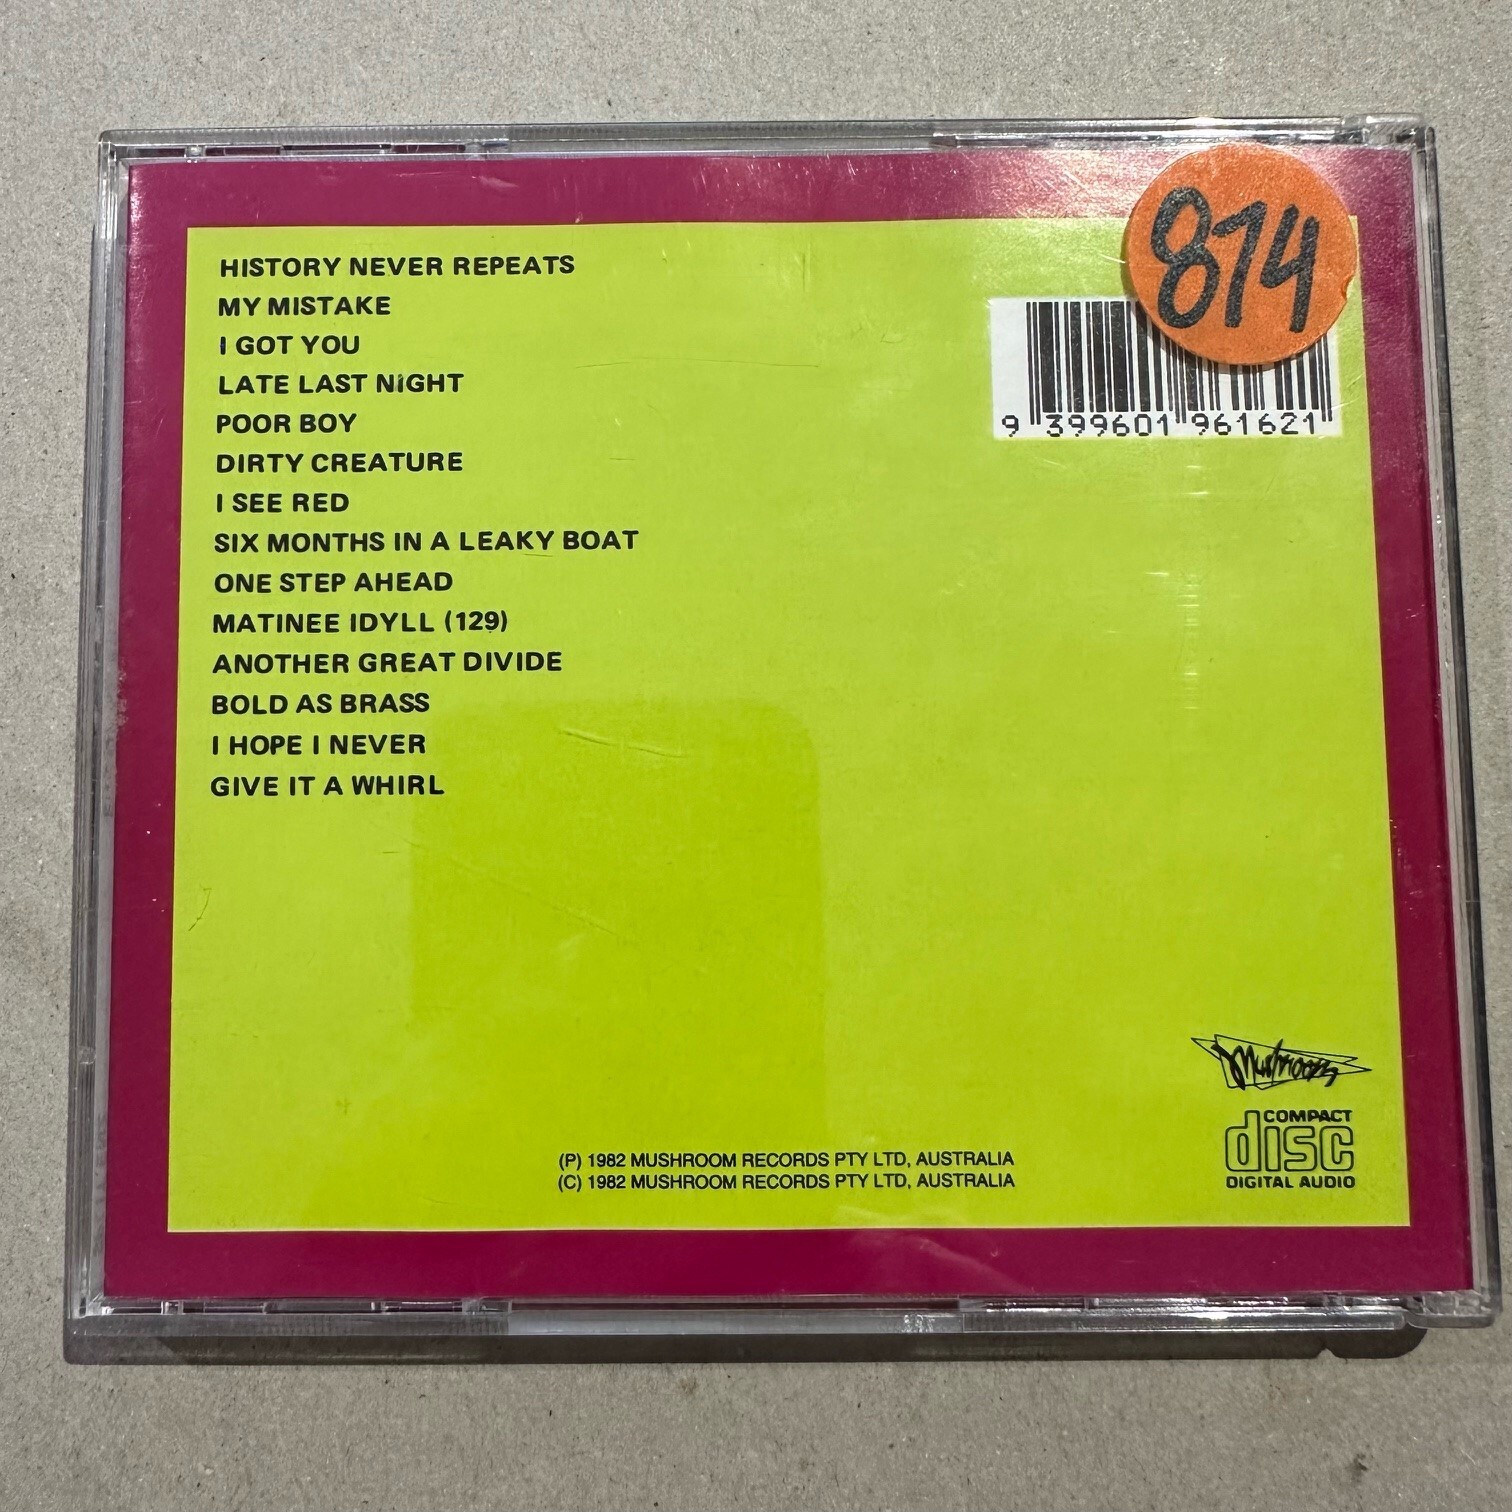 874
HISTORY NEVER REPEATS
MY MISTAKE
I GOT YOU
LATE LAST NIGHT
POOR BOY
DIRTY CREATURE
I SEE RED
SIX MONTHS IN A LEAKY BOAT
ONE STEP AHEAD
MATINEE IDYLL (129)
ANOTHER GREAT DIVIDE
BOLD AS BRASS
I HOPE I NEVER
GIVE IT A WHIRL
9 399601 961621
Mushroom
COMPACT
disc
DIGITAL AUDIO
(P) 1982 MUSHROOM RECORDS PTY LTD, AUSTRALIA
(C) 1982 MUSHROOM RECORDS PTY LTD, AUSTRALIA